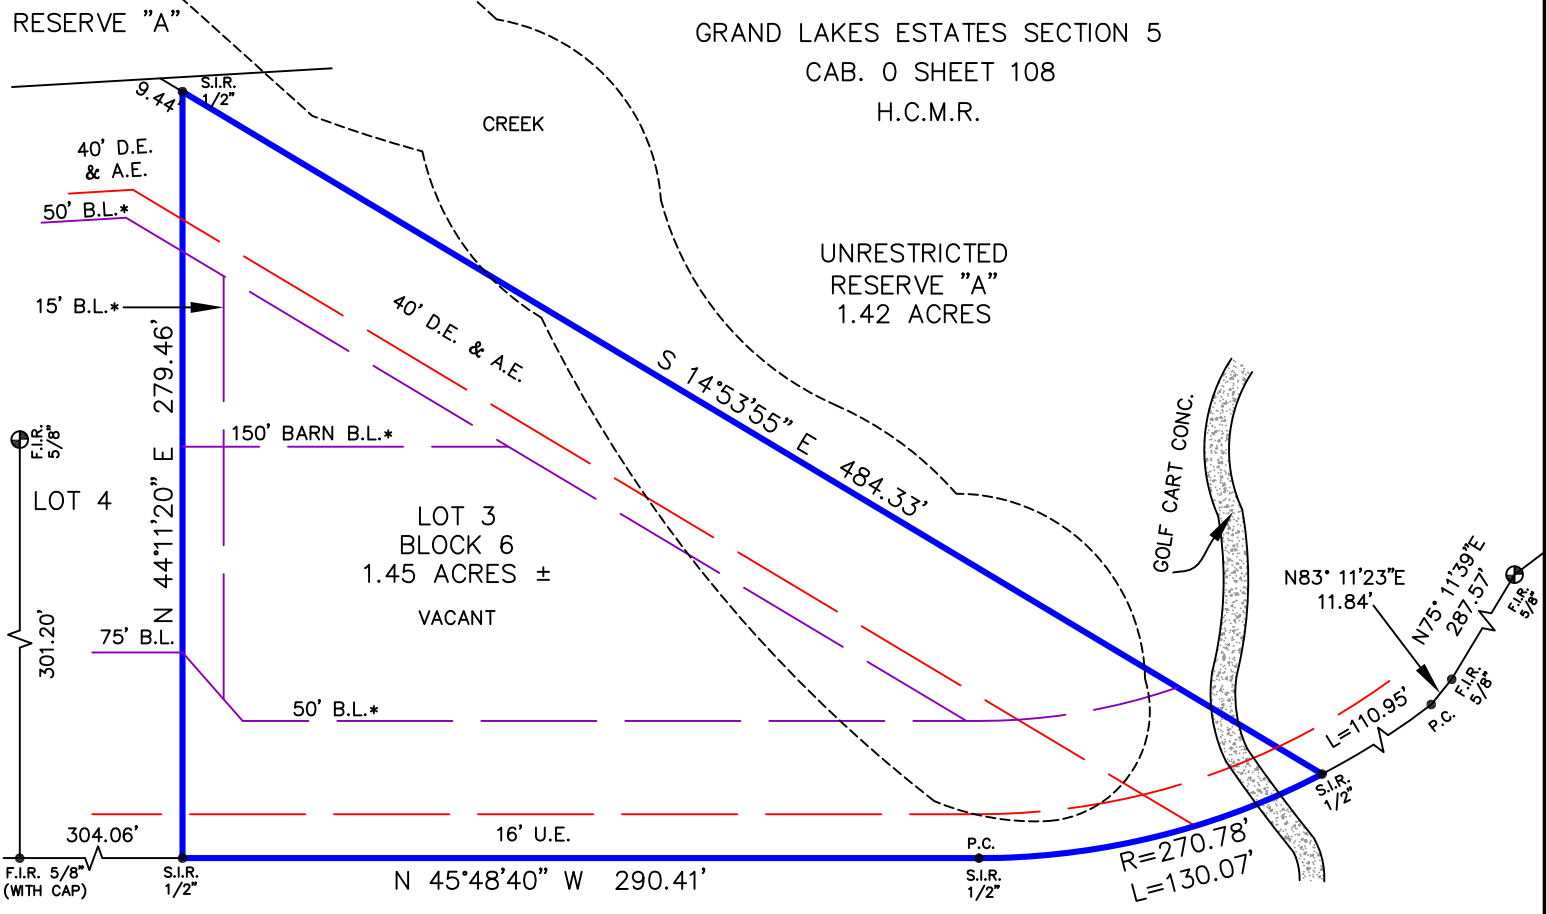 RESERVE "A"
GRAND LAKES ESTATES SECTION 5
CAB. O SHEET 108
H.C.M.R.
S.I.R.
1/2"
9.44'
CREEK
40' D.E.
& A.E.
50' B.L.*
15' B.L.*
UNRESTRICTED
RESERVE "A"
1.42 ACRES
40' D.E. & A.E.
S 14°53'55" E 484.33'
N 44°11'20" E 279.46'
150' BARN B.L.*
F.I.R.
5/8"
LOT 4
LOT 3
BLOCK 6
1.45 ACRES ±
VACANT
GOLF CART CONC.
N83° 11'23"E
11.84'
N75° 11'39"E
287.57'
F.I.R.
5/8"
F.I.R.
5/8"
P.C.
L=110.95'
301.20'
75' B.L.
50' B.L.*
S.I.R.
1/2"
304.06'
16' U.E.
P.C.
R=270.78'
L=130.07'
F.I.R. 5/8"
(WITH CAP)
S.I.R.
1/2"
N 45°48'40" W 290.41'
S.I.R.
1/2"